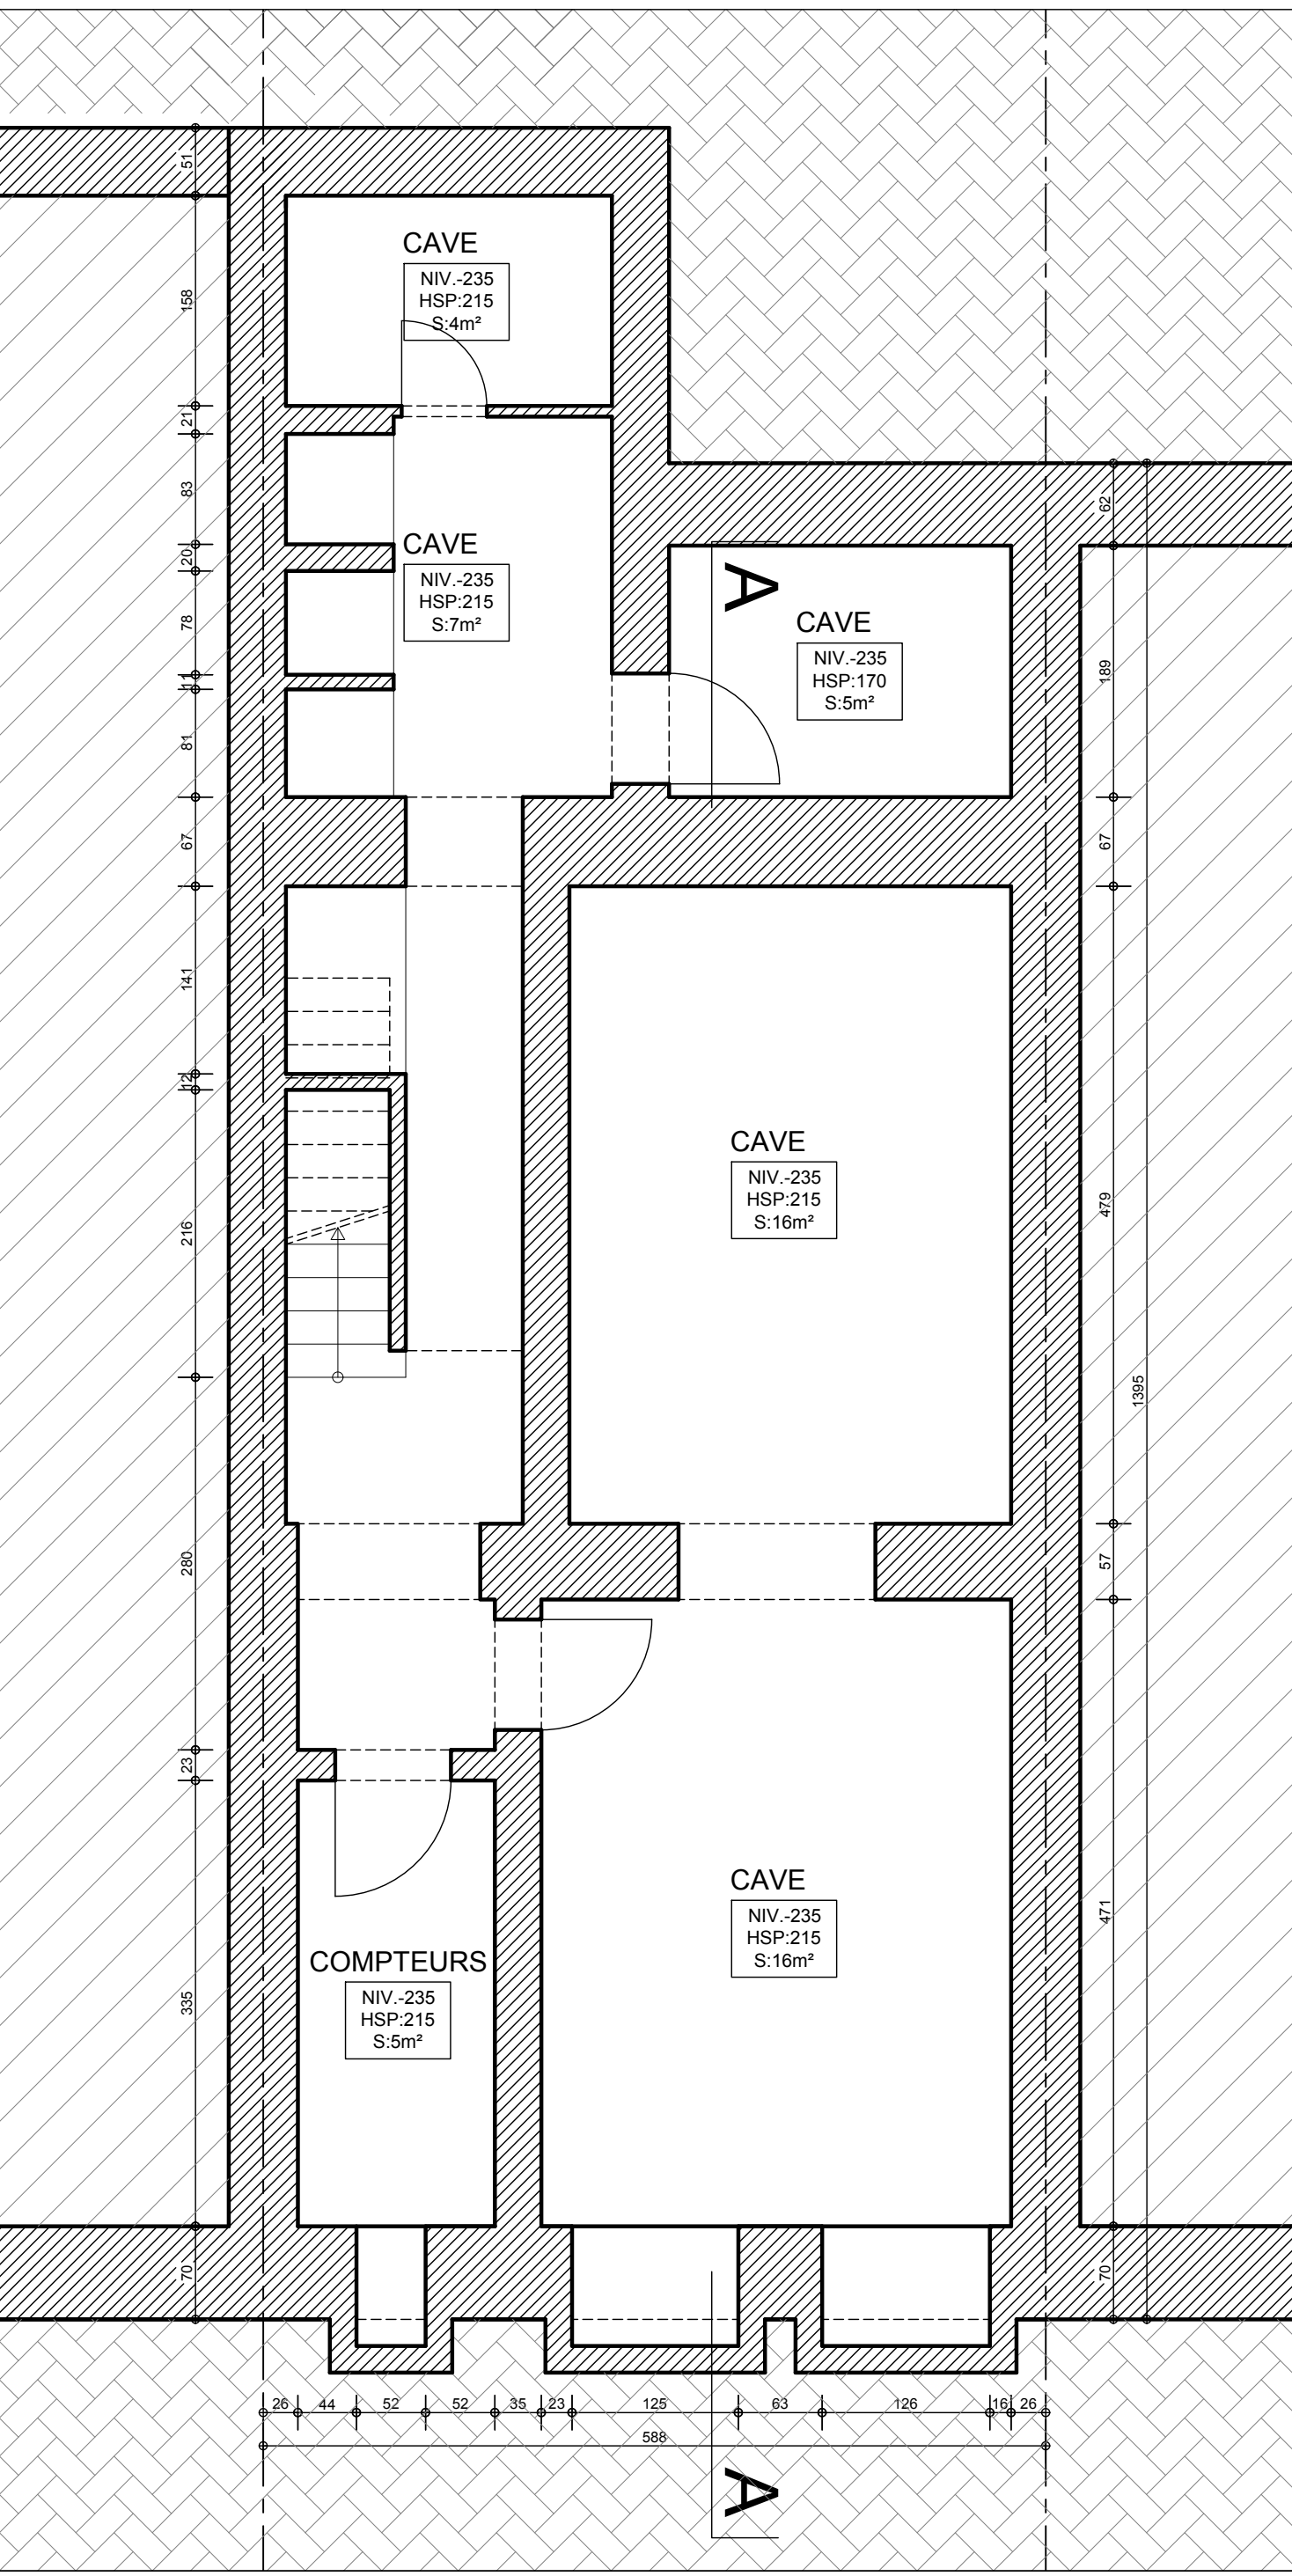 51
CAVE
NIV.-235
HSP:215
S:4m²
158
21
83
62
CAVE
NIV.-235
HSP:215
S:7m²
20
A
78
CAVE
NIV.-235
HSP:170
S:5m²
189
11
81
67
67
141
12
CAVE
NIV.-235
HSP:215
S:16m²
479
216
1395
280
57
23
CAVE
NIV.-235
HSP:215
S:16m²
471
COMPTEURS
NIV.-235
HSP:215
S:5m²
335
70
70
26 44 52 52 35 23 125 63 126 16 26
588
A